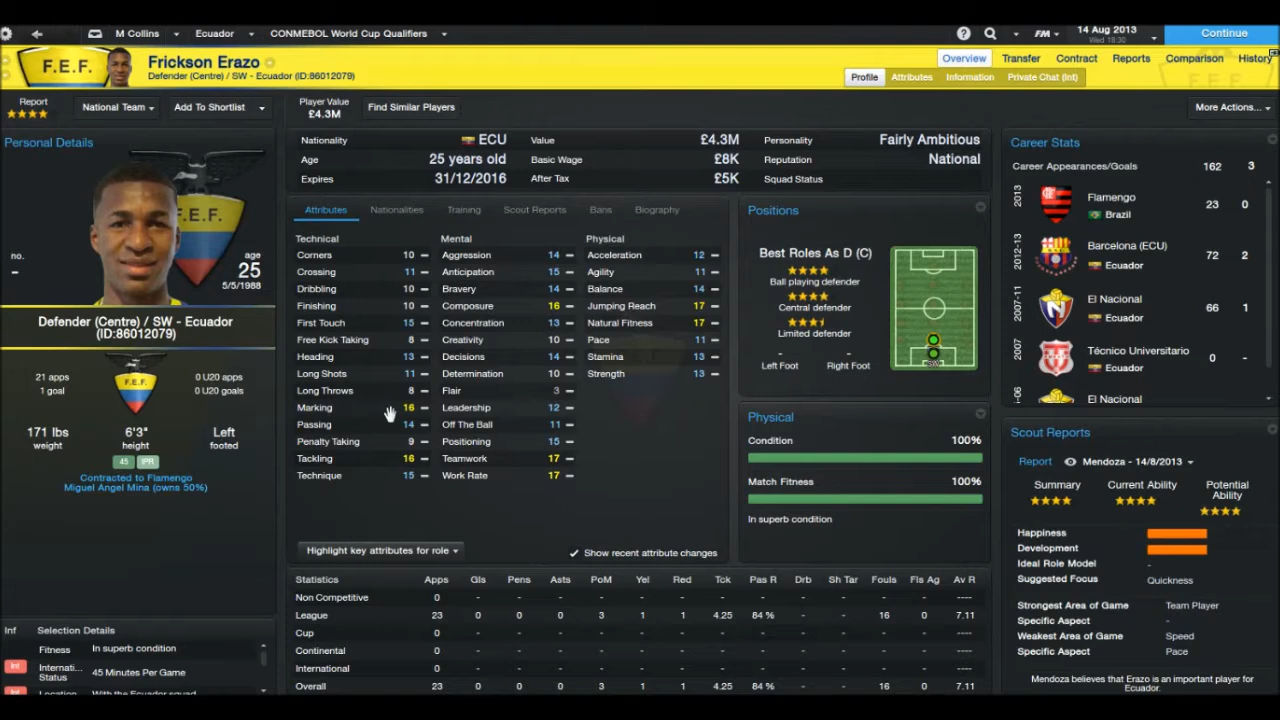 M Collins Ecuador CONMEBOL World Cup Qualifiers
? FM 14 Aug 2013 Wed 19:30 Continue
F.E.F. Frickson Erazo
Defender (Centre) / SW - Ecuador (ID:86012079)
Overview Transfer Contract Reports Comparison History
Profile Attributes Information Private Chat (Int)
Report National Team Add To Shortlist
Player Value £4.3M Find Similar Players More Actions...
Personal Details
F.E.F.
no. -
age 25
5/5/1988
Defender (Centre) / SW - Ecuador
(ID:86012079)
21 apps 1 goal F.E.F. 0 U20 apps 0 U20 goals
171 lbs weight 6'3" height Left footed
45 IPR
Contracted to Flamengo
Miguel Angel Mina (owns 50%)
Inf Selection Details
Fitness In superb condition
Int Internati... Status 45 Minutes Per Game
Int Location With the Ecuador squad
Nationality ECU Value £4.3M Personality Fairly Ambitious
Age 25 years old Basic Wage £8K Reputation National
Expires 31/12/2016 After Tax £5K Squad Status
Attributes Nationalities Training Scout Reports Bans Biography
Technical Mental Physical
Corners 10 Aggression 14 Acceleration 12
Crossing 11 Anticipation 15 Agility 11
Dribbling 10 Bravery 14 Balance 14
Finishing 10 Composure 16 Jumping Reach 17
First Touch 15 Concentration 13 Natural Fitness 17
Free Kick Taking 8 Creativity 10 Pace 11
Heading 13 Decisions 14 Stamina 13
Long Shots 11 Determination 10 Strength 13
Long Throws 8 Flair 3
Marking 16 Leadership 12
Passing 14 Off The Ball 11
Penalty Taking 9 Positioning 15
Tackling 16 Teamwork 17
Technique 15 Work Rate 17
Highlight key attributes for role Show recent attribute changes
Positions
Best Roles As D (C)
Ball playing defender
Central defender
Limited defender
- -
Left Foot Right Foot
Physical
Condition 100%
Match Fitness 100%
In superb condition
Statistics Apps Gls Pens Asts PoM Yel Red Tck Pas R Drb Sh Tar Fouls Fls Ag Av R
Non Competitive 0 - - - - - - - - - - - - ----
League 23 0 0 0 3 1 1 4.25 84 % - - 16 0 7.11
Cup 0 - - - - - - - - - - - - ----
Continental 0 - - - - - - - - - - - - ----
International 0 - - - - - - - - - - - - ----
Overall 23 0 0 0 3 1 1 4.25 84 % - - 16 0 7.11
Career Stats
Career Appearances/Goals 162 3
2013 Flamengo Brazil 23 0
2012-13 Barcelona (ECU) Ecuador 72 2
2007-11 El Nacional Ecuador 66 1
2007 Técnico Universitario Ecuador 0 -
-06 El Nacional
Scout Reports
Report Mendoza - 14/8/2013
Summary Current Ability Potential Ability
Happiness
Development
Ideal Role Model -
Suggested Focus Quickness
Strongest Area of Game Team Player
Specific Aspect -
Weakest Area of Game Speed
Specific Aspect Pace
Mendoza believes that Erazo is an important player for
Ecuador.